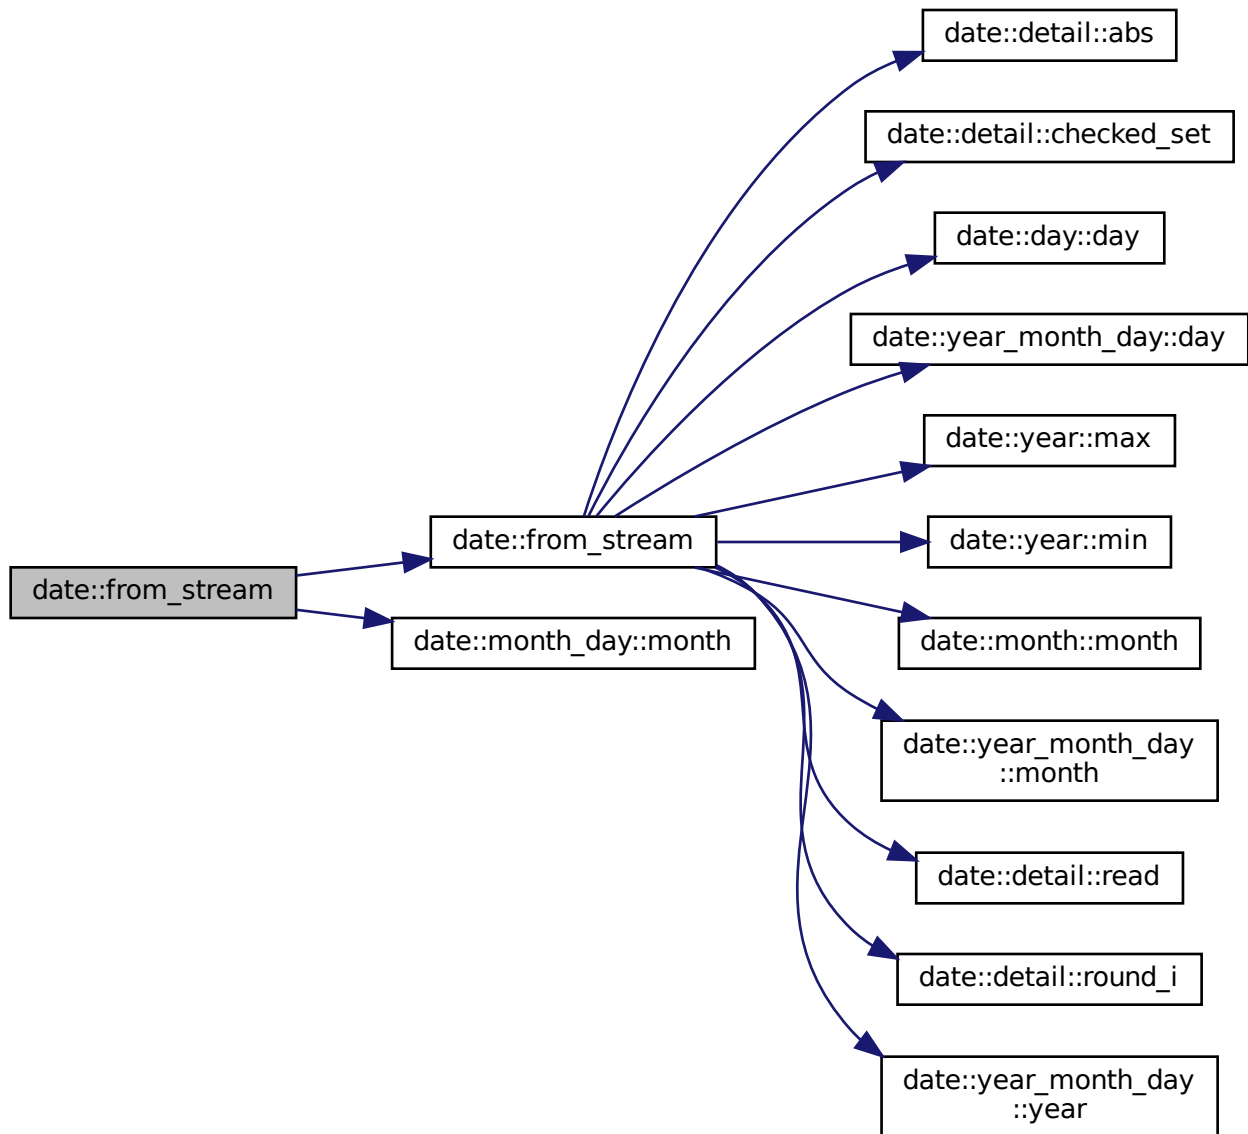 date::detail::abs
date::detail::checked_set
date::day::day
date::year_month_day::day
date::year::max
date::from_stream
date::year::min
date::from_stream
date::month_day::month
date::month::month
date::year_month_day
::month
date::detail::read
date::detail::round_i
date::year_month_day
::year